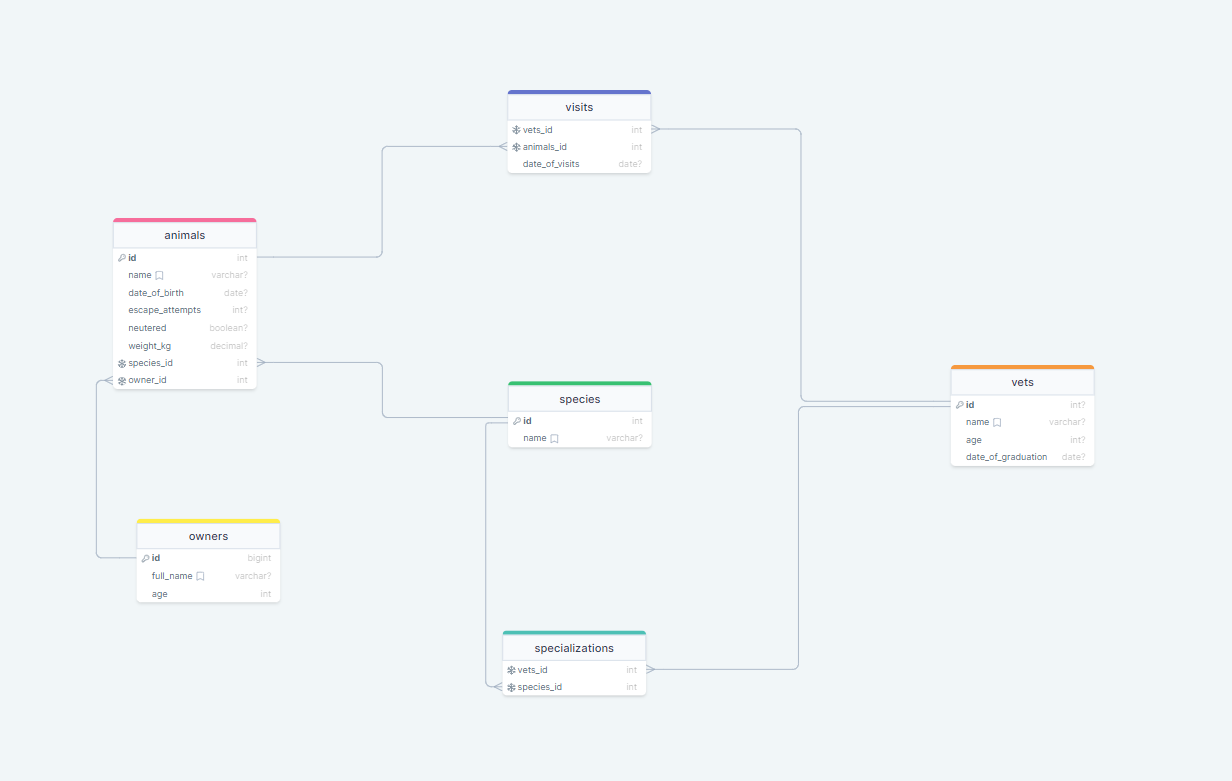 visits
vets_id int
animals_id int
date_of_visits date?
animals
id int
name varchar?
date_of_birth date?
escape_attempts int?
neutered boolean?
weight_kg decimal?
species_id int
owner_id int
species
id int
name varchar?
vets
id int?
name varchar?
age int?
date_of_graduation date?
owners
id bigint
full_name varchar?
age int
specializations
vets_id int
species_id int